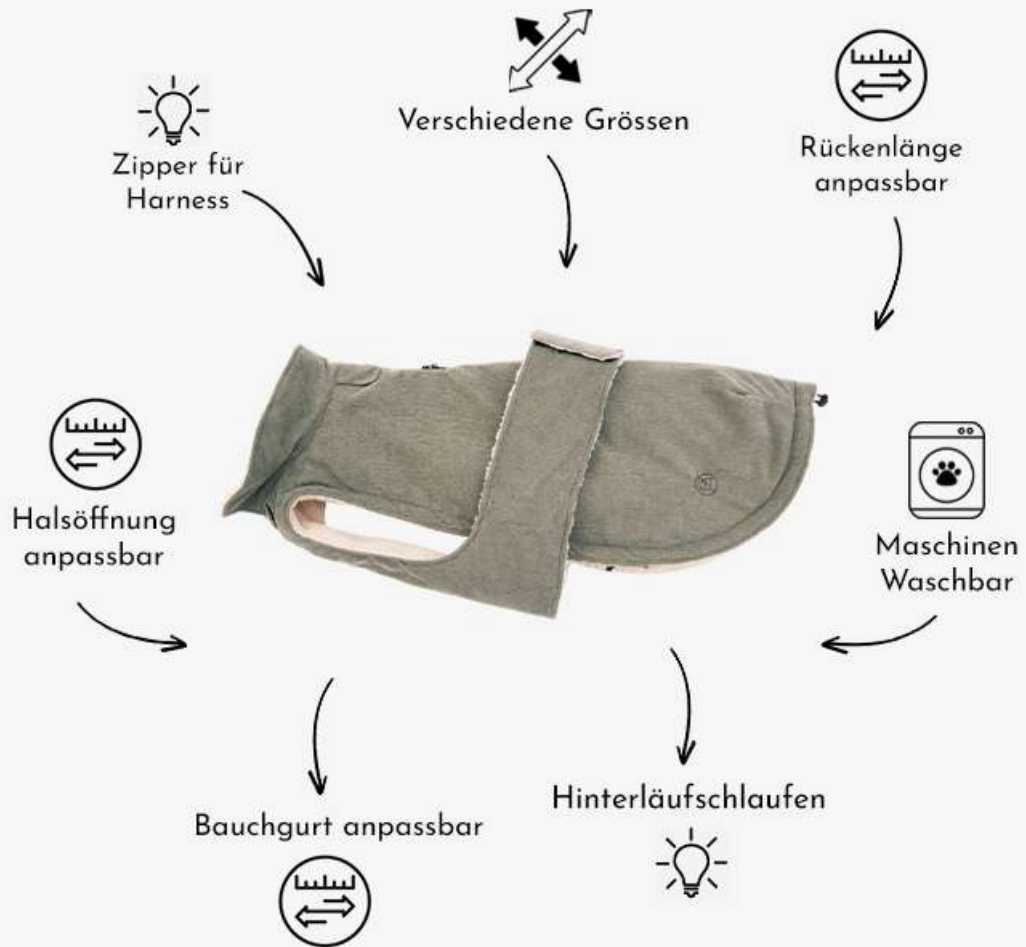 Verschiedene Grössen
Zipper für
Harness
Rückenlänge
anpassbar
Halsöffnung
anpassbar
Maschinen
Waschbar
Bauchgurt anpassbar
Hinterläufschlaufen